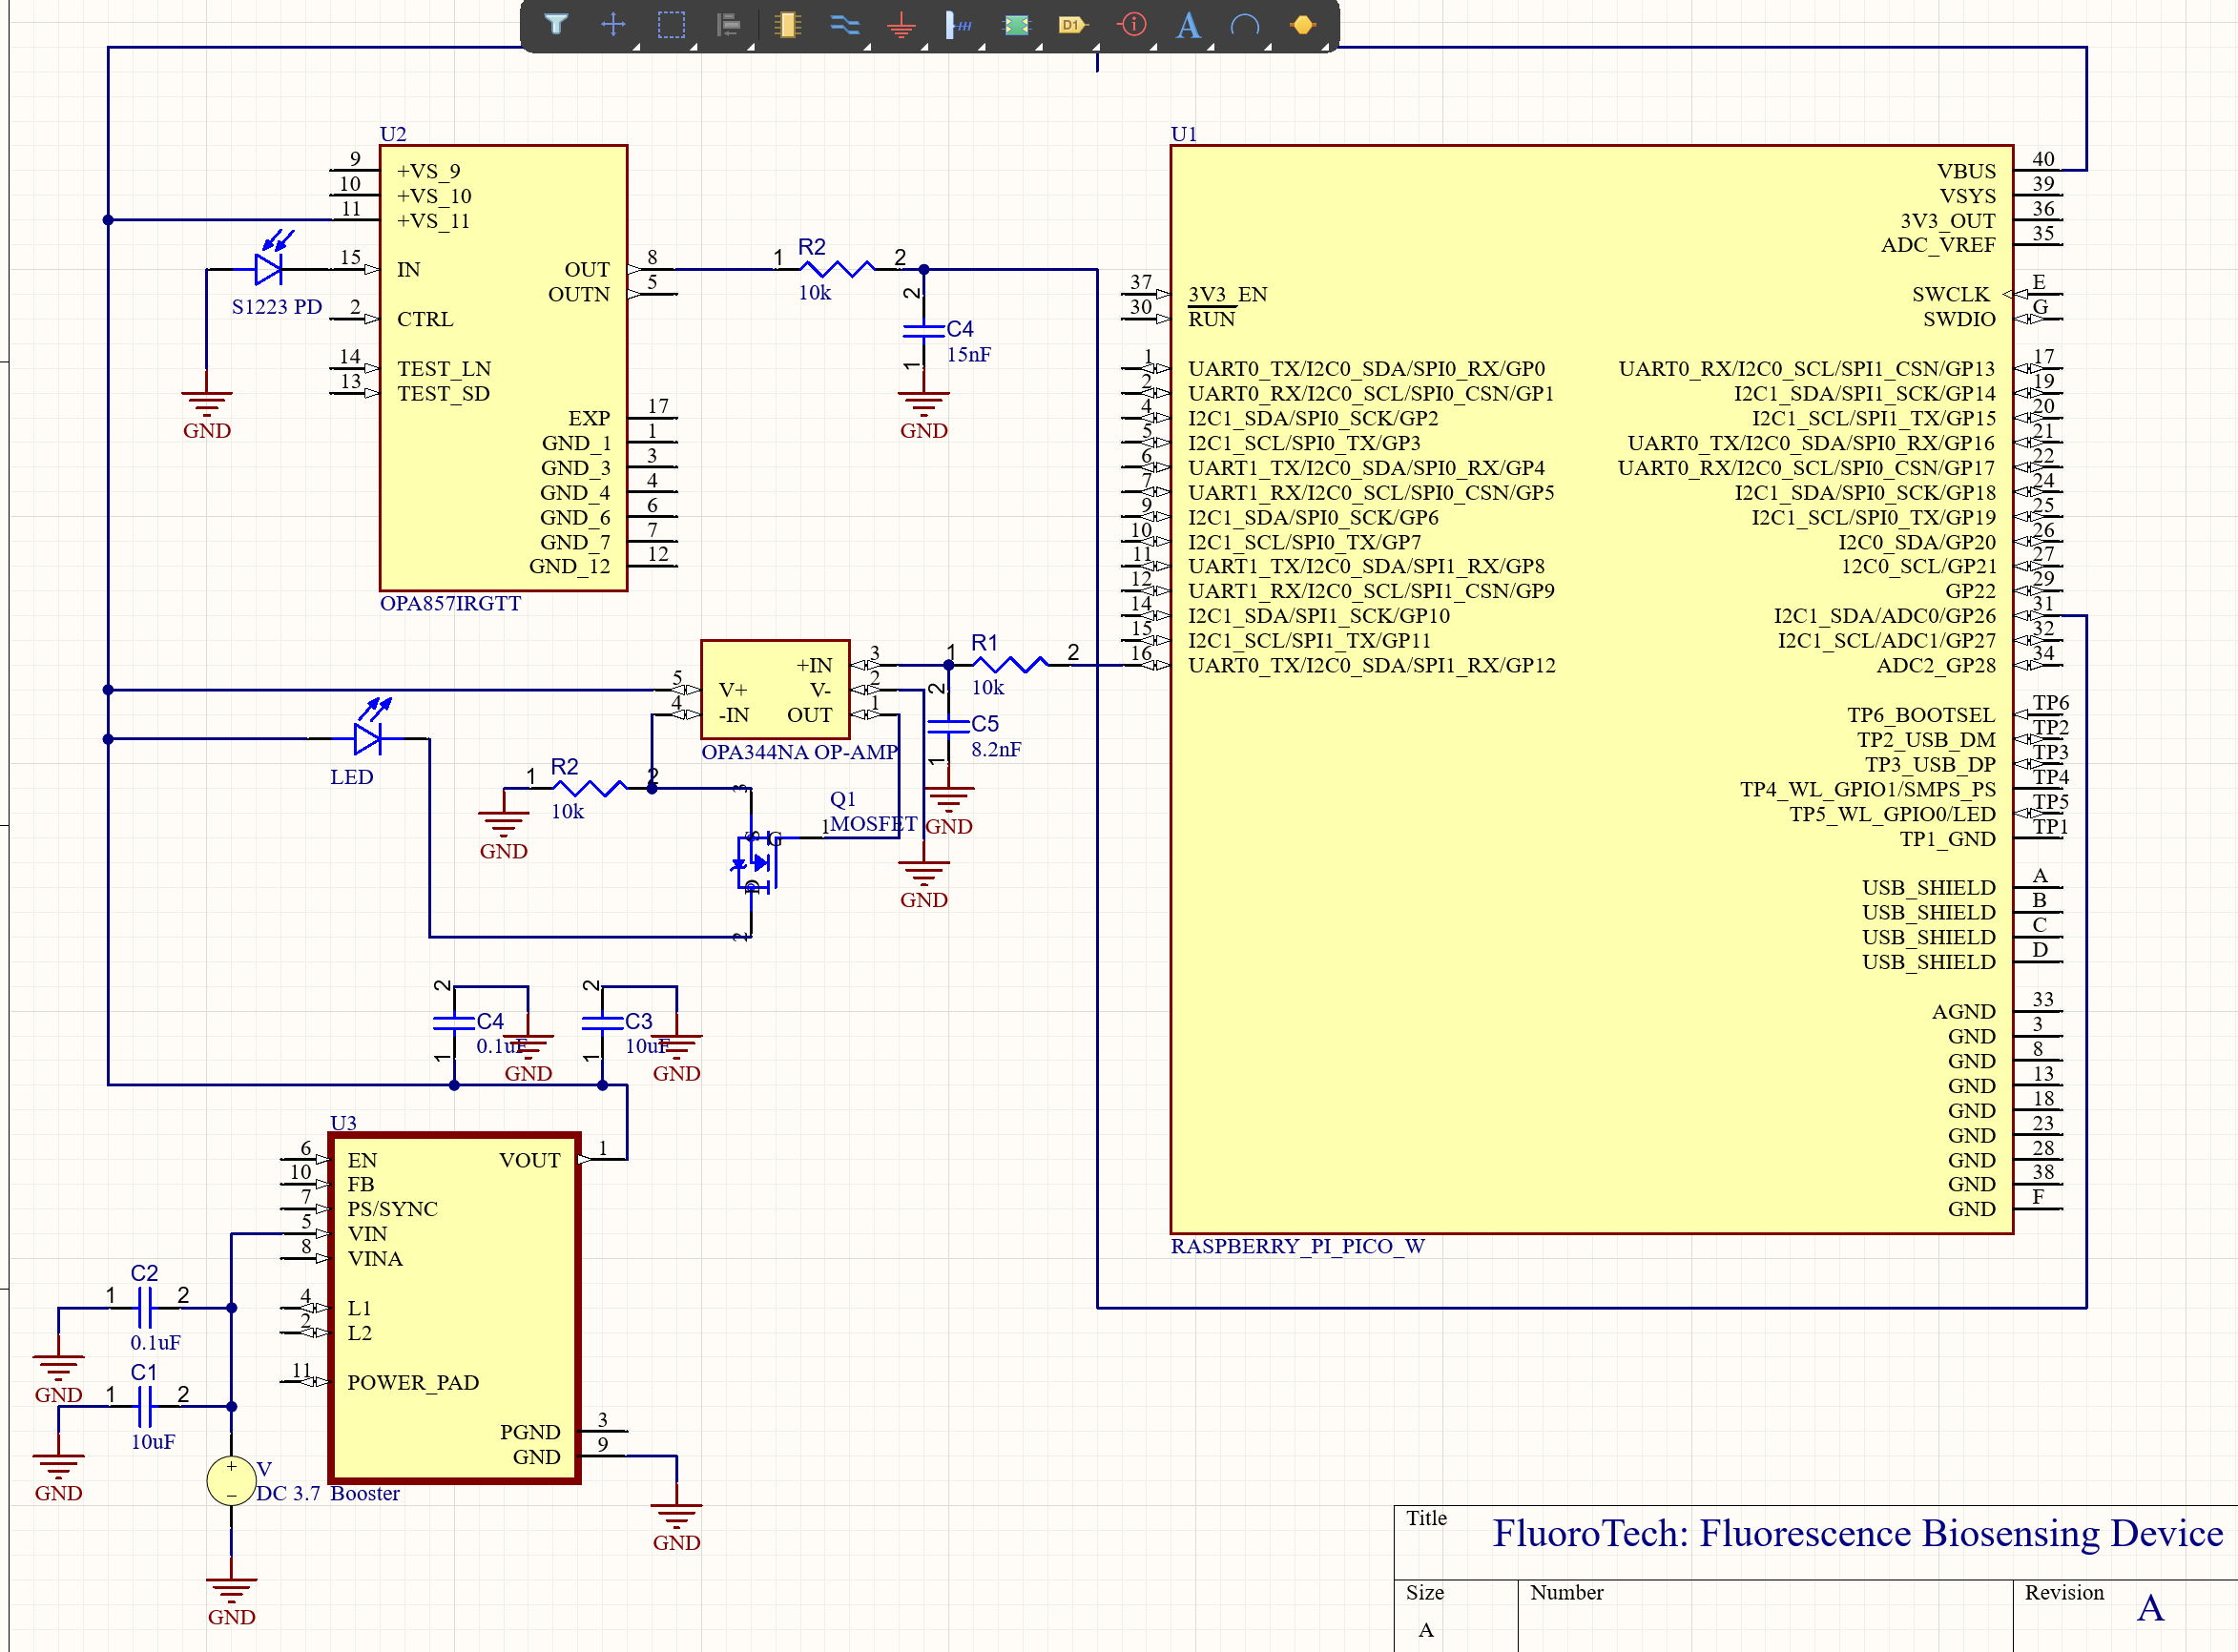 D1
U2
9 +VS_9
10 +VS_10
11 +VS_11
15 IN
2 CTRL
14 TEST_LN
13 TEST_SD
OUT 8
OUTN 5
EXP 17
GND_1 1
GND_3 3
GND_4 4
GND_6 6
GND_7 7
GND_12 12
OPA857IRGTT
S1223 PD
GND
1 R2 2
10k
2
C4
15nF
1
GND
U1
VBUS 40
VSYS 39
3V3_OUT 36
ADC_VREF 35
37 3V3_EN
30 RUN
SWCLK E
SWDIO G
1 UART0_TX/I2C0_SDA/SPI0_RX/GP0
2 UART0_RX/I2C0_SCL/SPI0_CSN/GP1
4 I2C1_SDA/SPI0_SCK/GP2
5 I2C1_SCL/SPI0_TX/GP3
6 UART1_TX/I2C0_SDA/SPI0_RX/GP4
7 UART1_RX/I2C0_SCL/SPI0_CSN/GP5
9 I2C1_SDA/SPI0_SCK/GP6
10 I2C1_SCL/SPI0_TX/GP7
11 UART1_TX/I2C0_SDA/SPI1_RX/GP8
12 UART1_RX/I2C0_SCL/SPI1_CSN/GP9
14 I2C1_SDA/SPI1_SCK/GP10
15 I2C1_SCL/SPI1_TX/GP11
16 UART0_TX/I2C0_SDA/SPI1_RX/GP12
UART0_RX/I2C0_SCL/SPI1_CSN/GP13 17
I2C1_SDA/SPI1_SCK/GP14 19
I2C1_SCL/SPI1_TX/GP15 20
UART0_TX/I2C0_SDA/SPI0_RX/GP16 21
UART0_RX/I2C0_SCL/SPI0_CSN/GP17 22
I2C1_SDA/SPI0_SCK/GP18 24
I2C1_SCL/SPI0_TX/GP19 25
I2C0_SDA/GP20 26
12C0_SCL/GP21 27
GP22 29
I2C1_SDA/ADC0/GP26 31
I2C1_SCL/ADC1/GP27 32
ADC2_GP28 34
TP6_BOOTSEL TP6
TP2_USB_DM TP2
TP3_USB_DP TP3
TP4_WL_GPIO1/SMPS_PS TP4
TP5_WL_GPIO0/LED TP5
TP1_GND TP1
USB_SHIELD A
USB_SHIELD B
USB_SHIELD C
USB_SHIELD D
AGND 33
GND 3
GND 8
GND 13
GND 18
GND 23
GND 28
GND 38
GND F
RASPBERRY_PI_PICO_W
+IN 3
5 V+ V- 2
4 -IN OUT 1
OPA344NA OP-AMP
1 R1 2
10k
2
C5
8.2nF
1
GND
LED
1 R2 2
10k
GND
Q1
MOSFET
3
S
G
1
D
2
GND
2
C4
0.1uF
1
GND
2
C3
10uF
1
GND
U3
6 EN
10 FB
7 PS/SYNC
5 VIN
8 VINA
4 L1
2 L2
11 POWER_PAD
VOUT 1
PGND 3
GND 9
Booster
GND
C2
1 2
0.1uF
GND
C1
1 2
10uF
GND
+
−
V
DC 3.7
GND
Title
FluoroTech: Fluorescence Biosensing Device
Size
A
Number
Revision
A